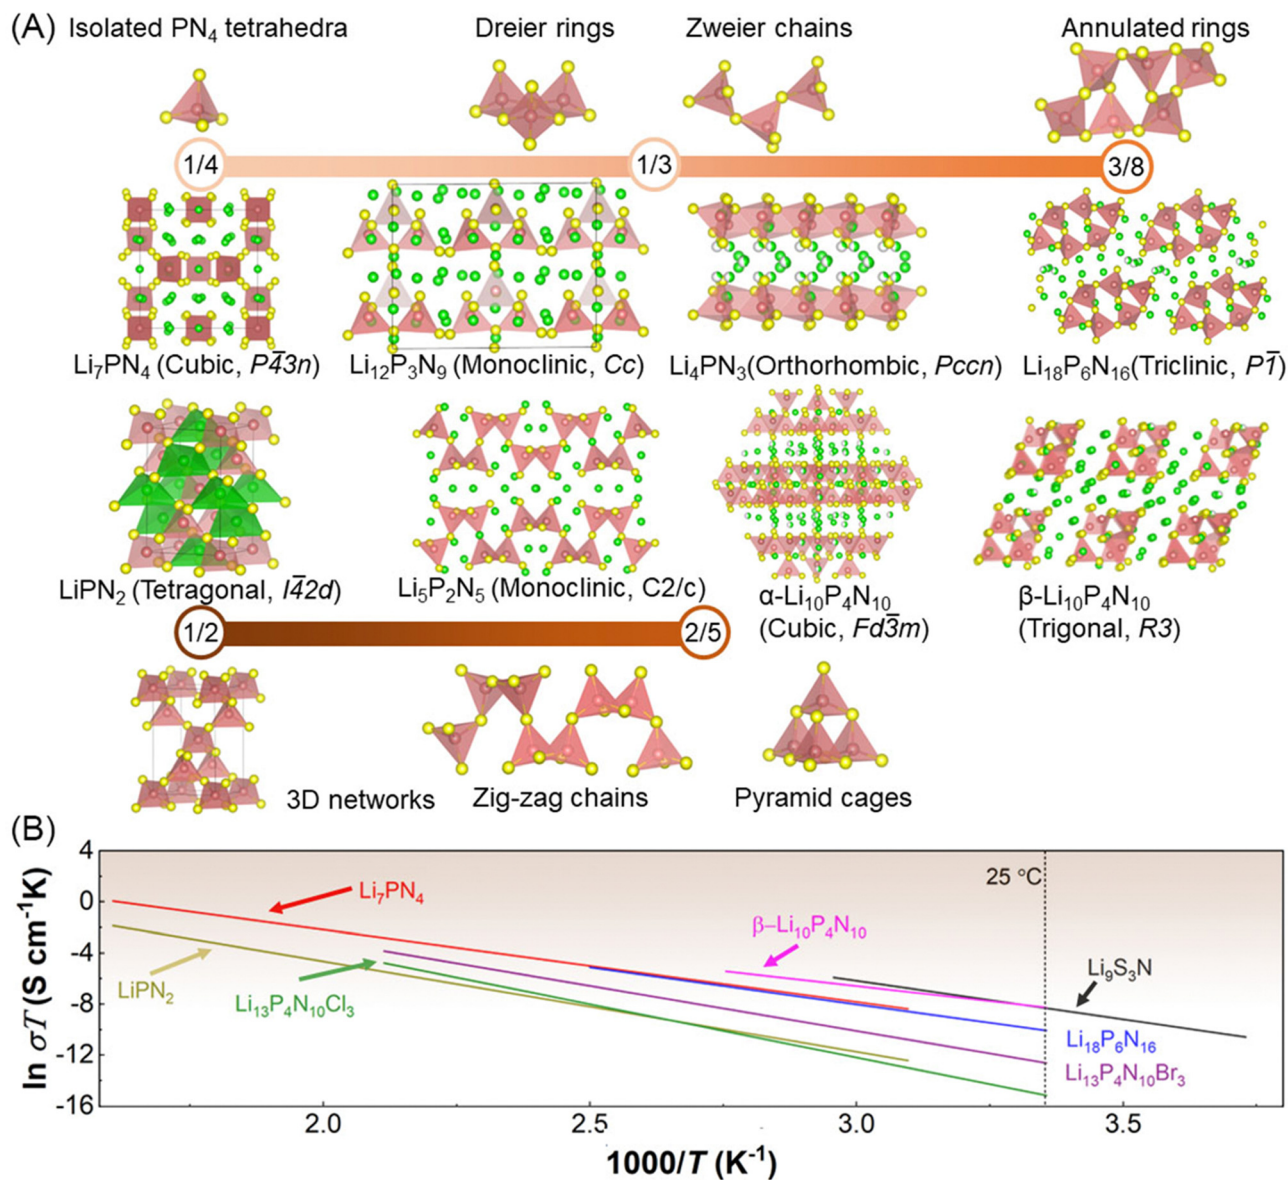 (A) Isolated PN₄ tetrahedra Dreier rings Zweier chains Annulated rings
1/4 1/3 3/8
Li₇PN₄ (Cubic, P4̅3n) Li₁₂P₃N₉ (Monoclinic, Cc) Li₄PN₃(Orthorhombic, Pccn) Li₁₈P₆N₁₆(Triclinic, P1̅)
LiPN₂ (Tetragonal, I4̅2d) Li₅P₂N₅ (Monoclinic, C2/c) α-Li₁₀P₄N₁₀ β-Li₁₀P₄N₁₀
(Cubic, Fd3̅m) (Trigonal, R3)
1/2 2/5
3D networks Zig-zag chains Pyramid cages
(B)
ln σT (S cm⁻¹K)
4
0
-4
-8
-12
-16
25 °C
Li₇PN₄
β–Li₁₀P₄N₁₀
Li₉S₃N
LiPN₂
Li₁₃P₄N₁₀Cl₃
Li₁₈P₆N₁₆
Li₁₃P₄N₁₀Br₃
2.0 2.5 3.0 3.5
1000/T (K⁻¹)